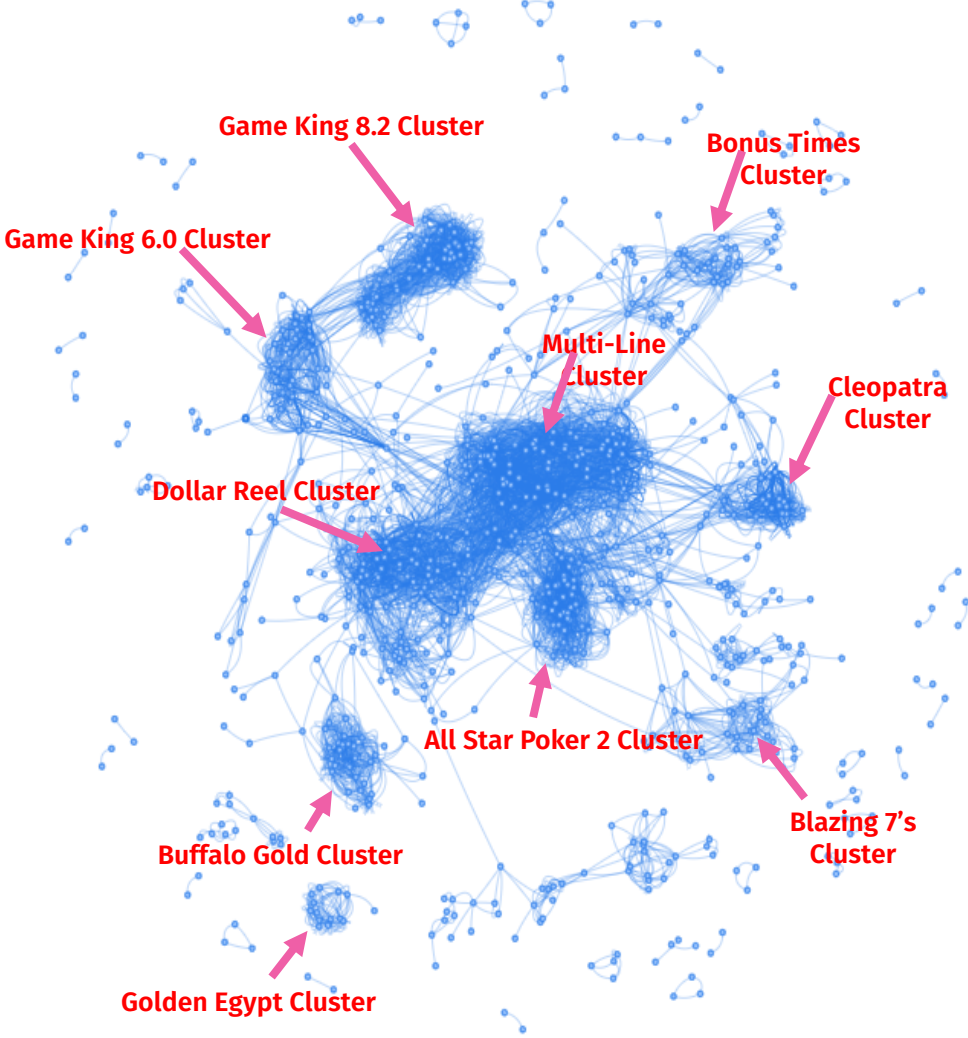 Game King 8.2 Cluster
Bonus Times
Cluster
Game King 6.0 Cluster
Multi-Line
Cluster
Cleopatra
Cluster
Dollar Reel Cluster
All Star Poker 2 Cluster
Blazing 7’s
Cluster
Buffalo Gold Cluster
Golden Egypt Cluster